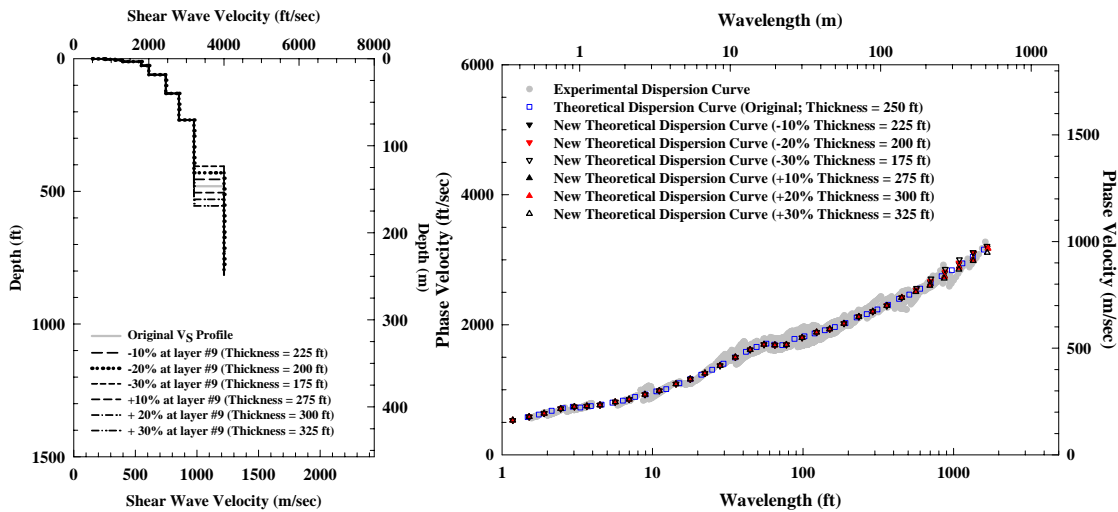 Shear Wave Velocity (ft/sec)
0 2000 4000 6000 8000
0
500
1000
1500
Depth (ft)
0
100
200
300
400
Depth (m)
Original VS Profile
-10% at layer #9 (Thickness = 225 ft)
-20% at layer #9 (Thickness = 200 ft)
-30% at layer #9 (Thickness = 175 ft)
+10% at layer #9 (Thickness = 275 ft)
+ 20% at layer #9 (Thickness = 300 ft)
+ 30% at layer #9 (Thickness = 325 ft)
0 500 1000 1500 2000
Shear Wave Velocity (m/sec)
Wavelength (m)
1 10 100 1000
6000
4000
2000
0
Phase Velocity (ft/sec)
Experimental Dispersion Curve
Theoretical Dispersion Curve (Original; Thickness = 250 ft)
New Theoretical Dispersion Curve (-10% Thickness = 225 ft)
New Theoretical Dispersion Curve (-20% Thickness = 200 ft)
New Theoretical Dispersion Curve (-30% Thickness = 175 ft)
New Theoretical Dispersion Curve (+10% Thickness = 275 ft)
New Theoretical Dispersion Curve (+20% Thickness = 300 ft)
New Theoretical Dispersion Curve (+30% Thickness = 325 ft)
1500
1000
500
0
Phase Velocity
(m/sec)
1 10 100 1000
Wavelength (ft)